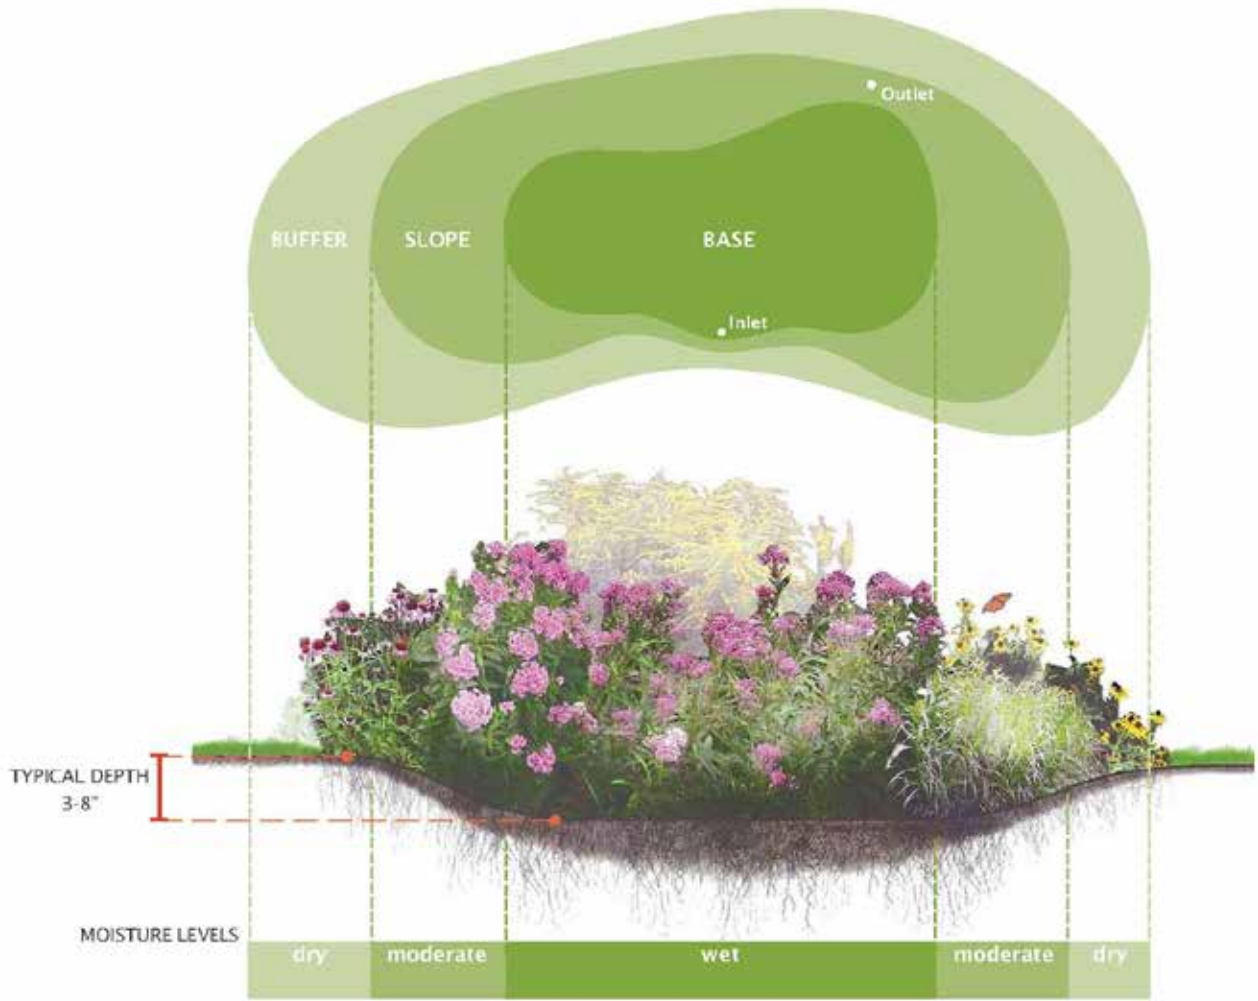 Outlet
BUFFER SLOPE BASE
Inlet
TYPICAL DEPTH
3-8"
MOISTURE LEVELS
dry moderate wet moderate dry